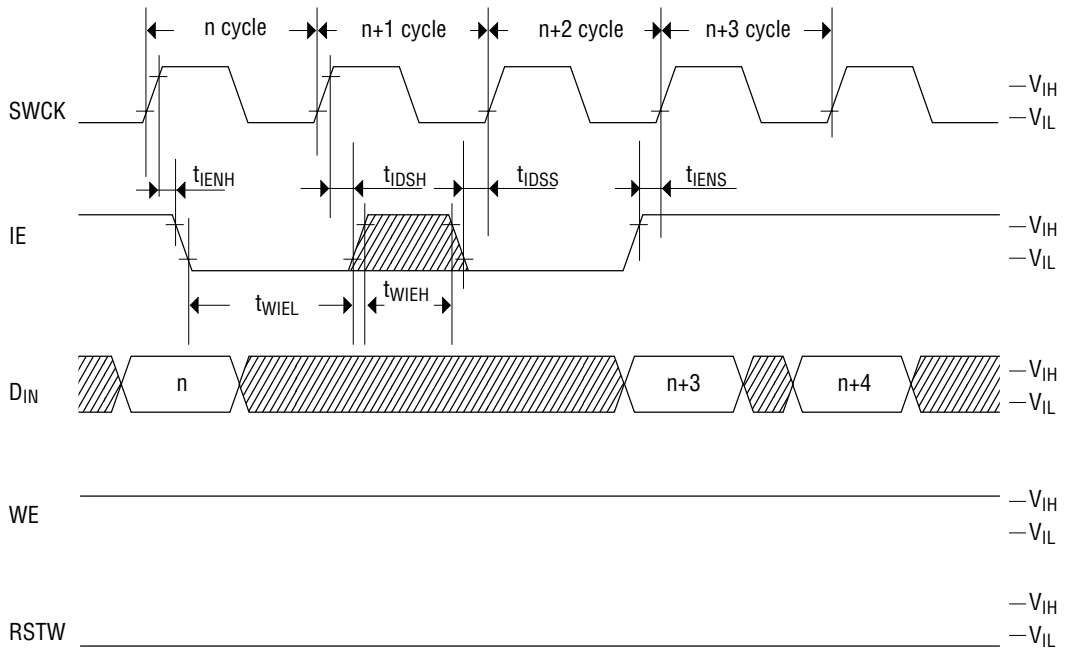 n cycle n+1 cycle n+2 cycle n+3 cycle
SWCK
VIH
VIL
tIENH tIDSH tIDSS tIENS
IE
VIH
VIL
tWIEL tWIEH
DIN
n n+3 n+4
VIH
VIL
WE
VIH
VIL
RSTW
VIH
VIL